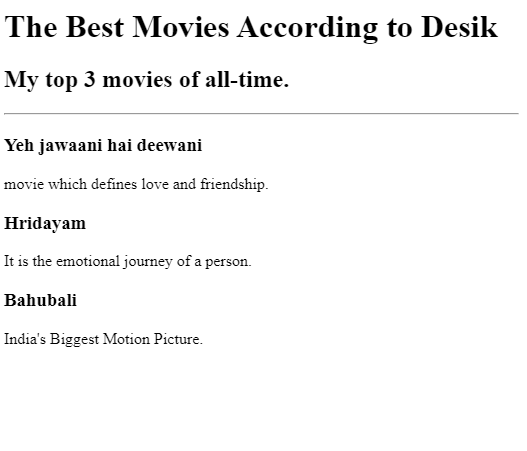 The Best Movies According to Desik
My top 3 movies of all-time.
Yeh jawaani hai deewani
movie which defines love and friendship.
Hridayam
It is the emotional journey of a person.
Bahubali
India's Biggest Motion Picture.